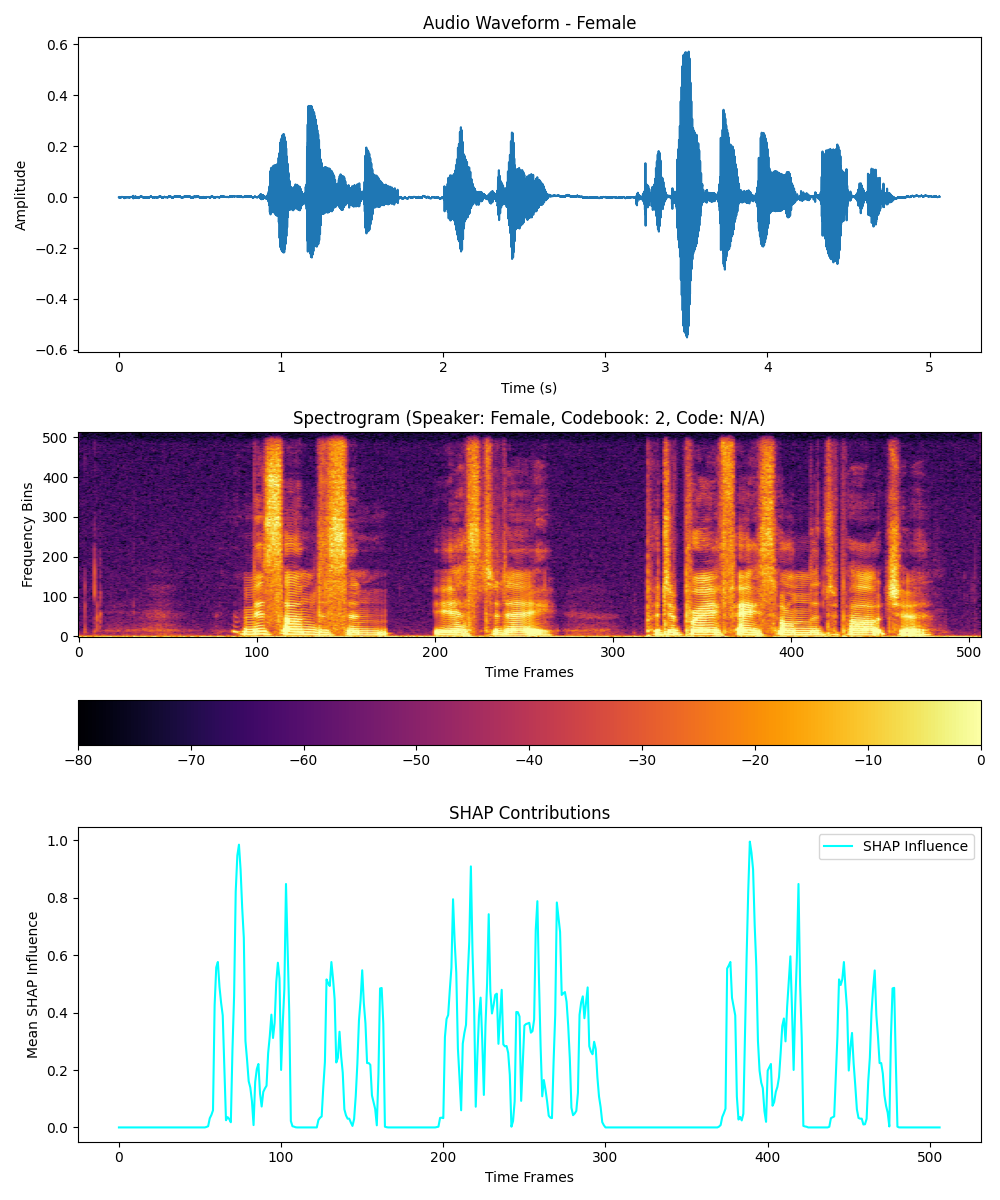 Audio Waveform - Female
0.6
0.4
0.2
0.0
−0.2
−0.4
−0.6
Amplitude
0 1 2 3 4 5
Time (s)
Spectrogram (Speaker: Female, Codebook: 2, Code: N/A)
500
400
300
200
100
0
Frequency Bins
0 100 200 300 400 500
Time Frames
−80 −70 −60 −50 −40 −30 −20 −10 0
SHAP Contributions
1.0
0.8
0.6
0.4
0.2
0.0
Mean SHAP Influence
SHAP Influence
0 100 200 300 400 500
Time Frames